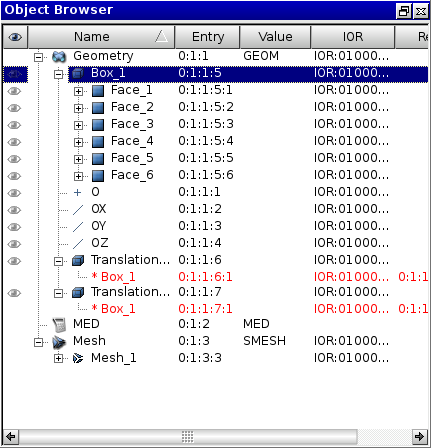 Object Browser
Name Entry Value IOR Re
Geometry 0:1:1 GEOM IOR:01000...
Box_1 0:1:1:5 IOR:01000...
Face_1 0:1:1:5:1 IOR:01000...
Face_2 0:1:1:5:2 IOR:01000...
Face_3 0:1:1:5:3 IOR:01000...
Face_4 0:1:1:5:4 IOR:01000...
Face_5 0:1:1:5:5 IOR:01000...
Face_6 0:1:1:5:6 IOR:01000...
O 0:1:1:1 IOR:01000...
OX 0:1:1:2 IOR:01000...
OY 0:1:1:3 IOR:01000...
OZ 0:1:1:4 IOR:01000...
Translation... 0:1:1:6 IOR:01000...
* Box_1 0:1:1:6:1 IOR:01000... 0:1:1
Translation... 0:1:1:7 IOR:01000...
* Box_1 0:1:1:7:1 IOR:01000... 0:1:1
MED 0:1:2 MED
Mesh 0:1:3 SMESH IOR:01000...
Mesh_1 0:1:3:3 IOR:01000...